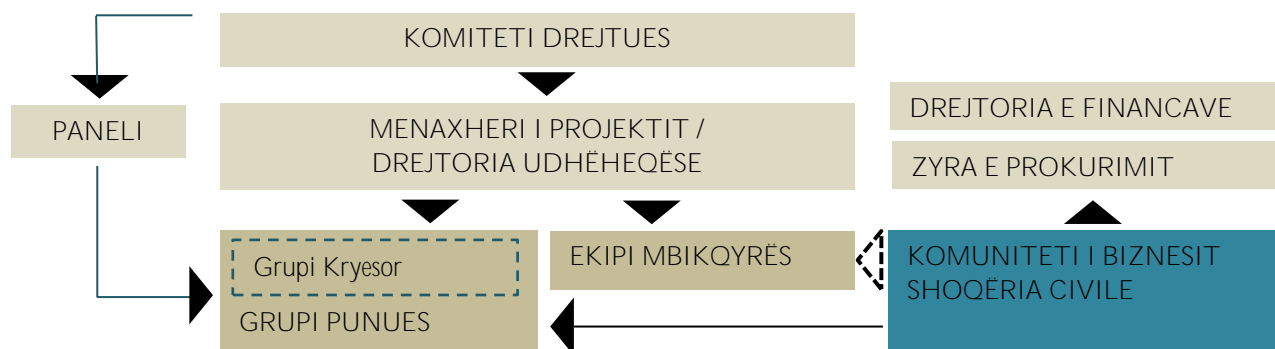 KOMITETI DREJTUES
PANELI
MENAXHERI I PROJEKTIT /
DREJTORIA UDHËHEQËSE
DREJTORIA E FINANCAVE
ZYRA E PROKURIMIT
Grupi Kryesor
GRUPI PUNUES
EKIPI MBIKQYRËS
KOMUNITETI I BIZNESIT
SHOQËRIA CIVILE